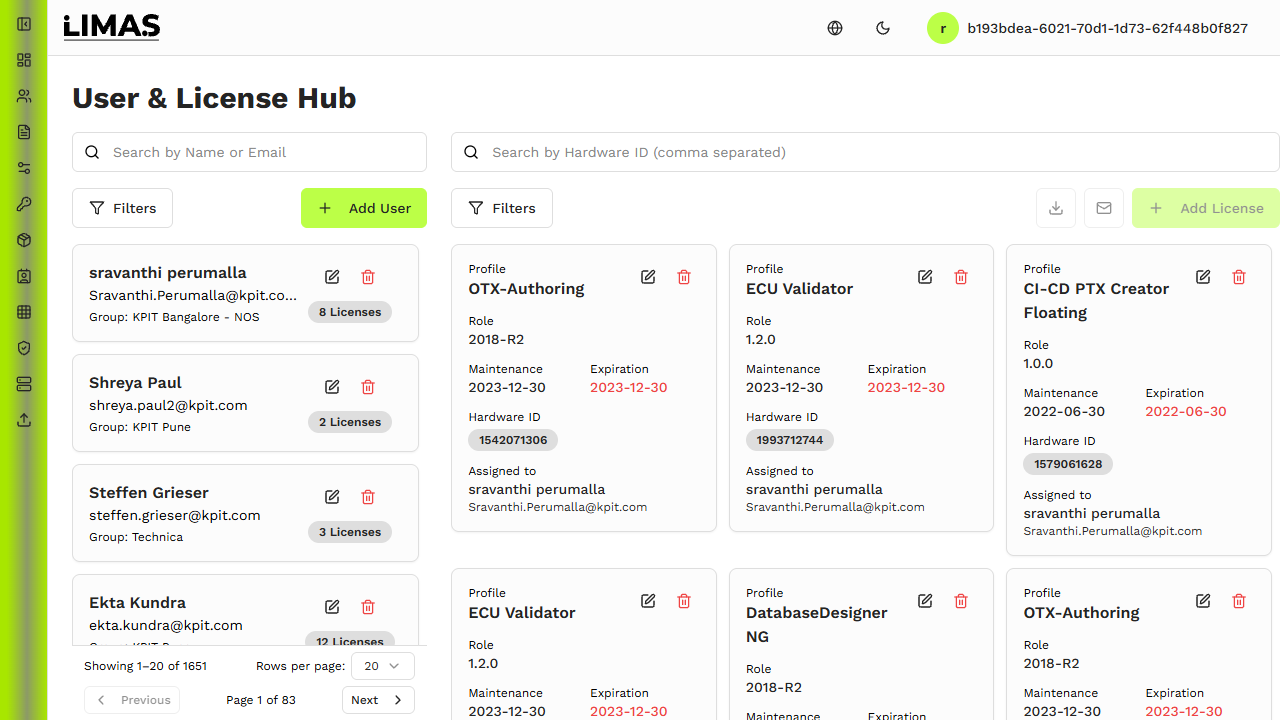 LIMAS
r
b193bdea-6021-70d1-1d73-62f448b0f827
User & License Hub
Search by Name or Email
Filters
Add User
sravanthi perumalla
Sravanthi.Perumalla@kpit.co...
Group: KPIT Bangalore - NOS
8 Licenses
Shreya Paul
shreya.paul2@kpit.com
Group: KPIT Pune
2 Licenses
Steffen Grieser
steffen.grieser@kpit.com
Group: Technica
3 Licenses
Ekta Kundra
ekta.kundra@kpit.com
12 Licenses
Showing 1–20 of 1651
Rows per page:
20
Previous
Page 1 of 83
Next
Search by Hardware ID (comma separated)
Filters
Add License
Profile
OTX-Authoring
Role
2018-R2
Maintenance Expiration
2023-12-30 2023-12-30
Hardware ID
1542071306
Assigned to
sravanthi perumalla
Sravanthi.Perumalla@kpit.com
Profile
ECU Validator
Role
1.2.0
Maintenance Expiration
2023-12-30 2023-12-30
Hardware ID
1993712744
Assigned to
sravanthi perumalla
Sravanthi.Perumalla@kpit.com
Profile
CI-CD PTX Creator
Floating
Role
1.0.0
Maintenance Expiration
2022-06-30 2022-06-30
Hardware ID
1579061628
Assigned to
sravanthi perumalla
Sravanthi.Perumalla@kpit.com
Profile
ECU Validator
Role
1.2.0
Maintenance Expiration
2023-12-30 2023-12-30
Profile
DatabaseDesigner
NG
Role
2018-R2
Maintenance Expiration
Profile
OTX-Authoring
Role
2018-R2
Maintenance Expiration
2023-12-30 2023-12-30